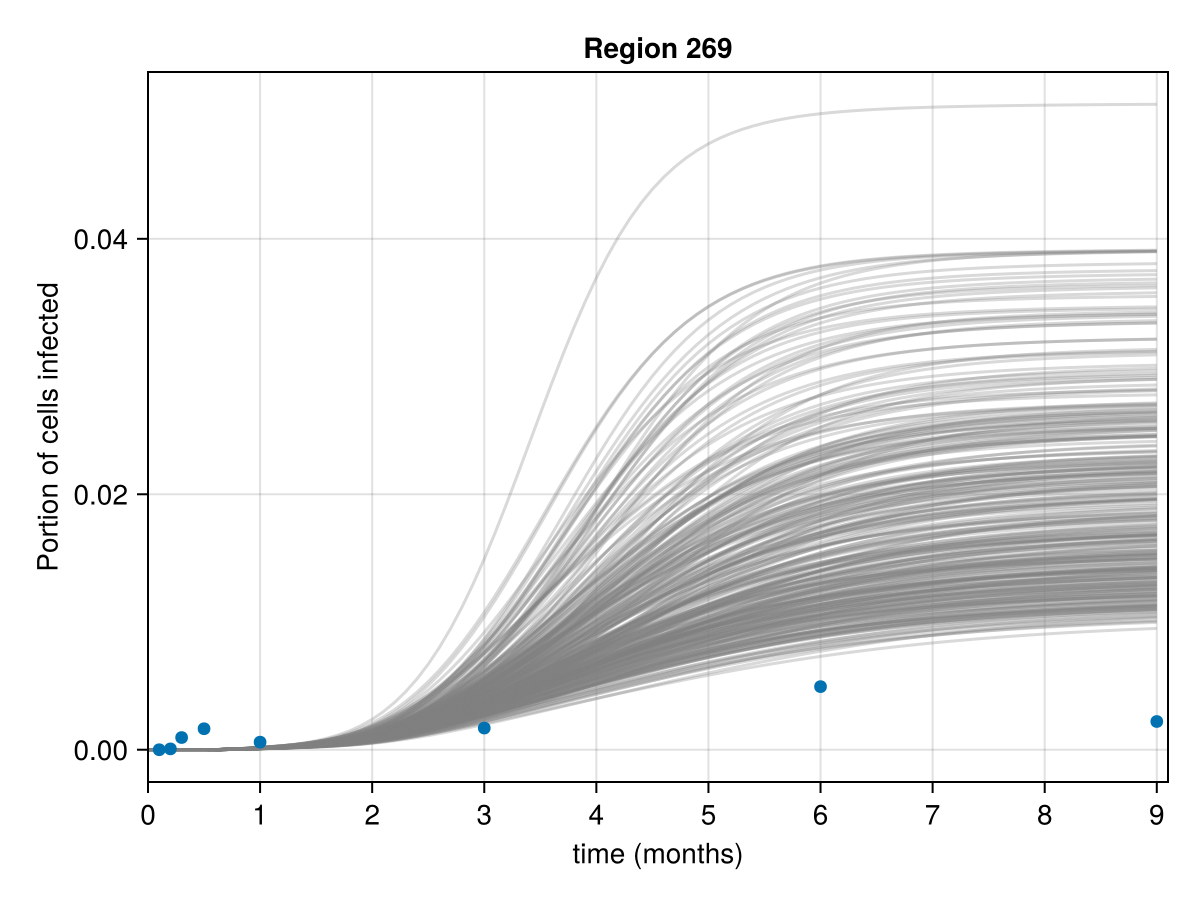 Region 269
Portion of cells infected
0.04
0.02
0.00
0 1 2 3 4 5 6 7 8 9
time (months)